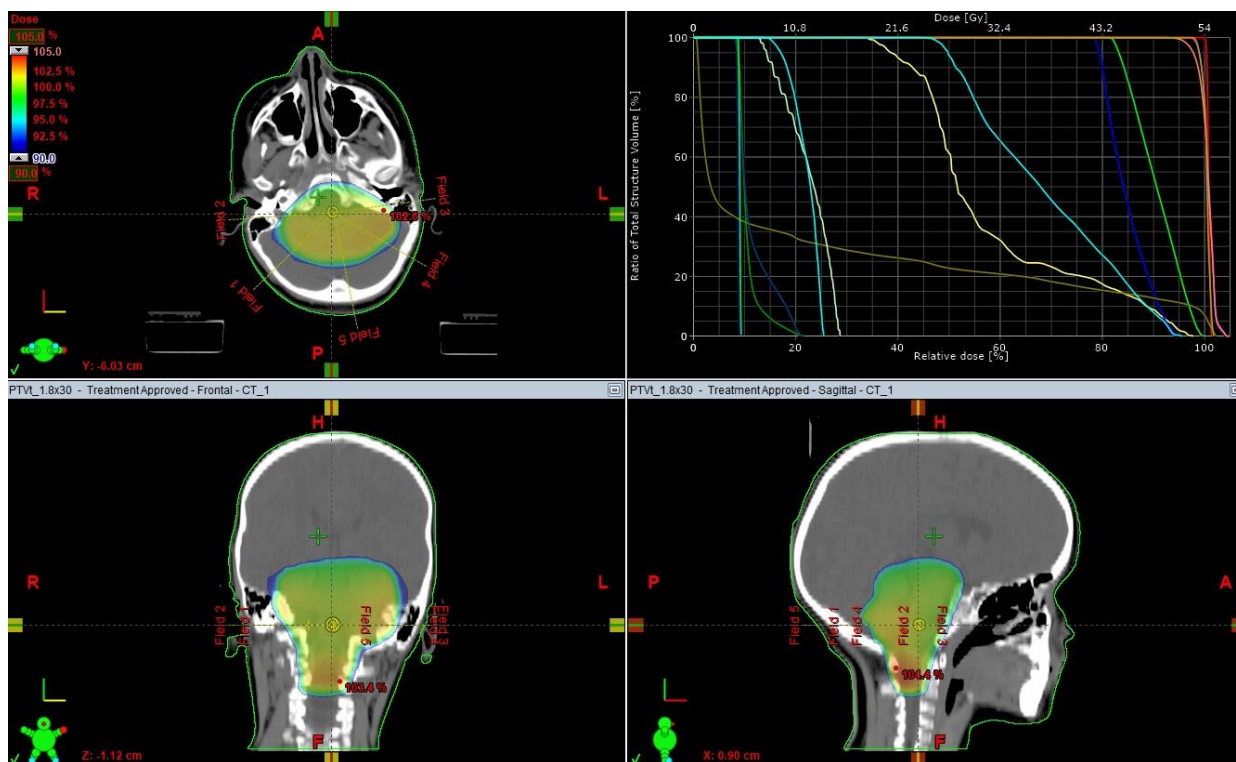 Dose
105.0 %
105.0
102.5 %
100.0 %
97.5 %
95.0 %
92.5 %
90.0
90.0 %
A
R
L
P
Field 2
Field 3
102.0 %
Field 1
Field 4
Field 5
Y: -6.03 cm
Dose [Gy]
0 10.8 21.6 32.4 43.2 54
Ratio of Total Structure Volume [%]
100
80
60
40
20
0
0 20 40 60 80 100
Relative dose [%]
PTVt_1.8x30 - Treatment Approved - Frontal - CT_1
H
R
L
F
Field 2
Field 1
Field 5
Field 3
103.4 %
Z: -1.12 cm
PTVt_1.8x30 - Treatment Approved - Sagittal - CT_1
H
P
A
F
Field 5
Field 1
Field 4
Field 2
Field 3
104.4 %
X: 0.90 cm